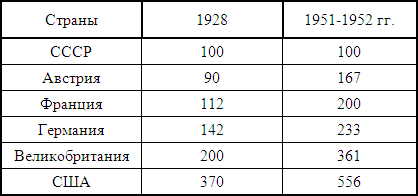 Страны 1928 1951-1952 гг.
СССР 100 100
Австрия 90 167
Франция 112 200
Германия 142 233
Великобритания 200 361
США 370 556